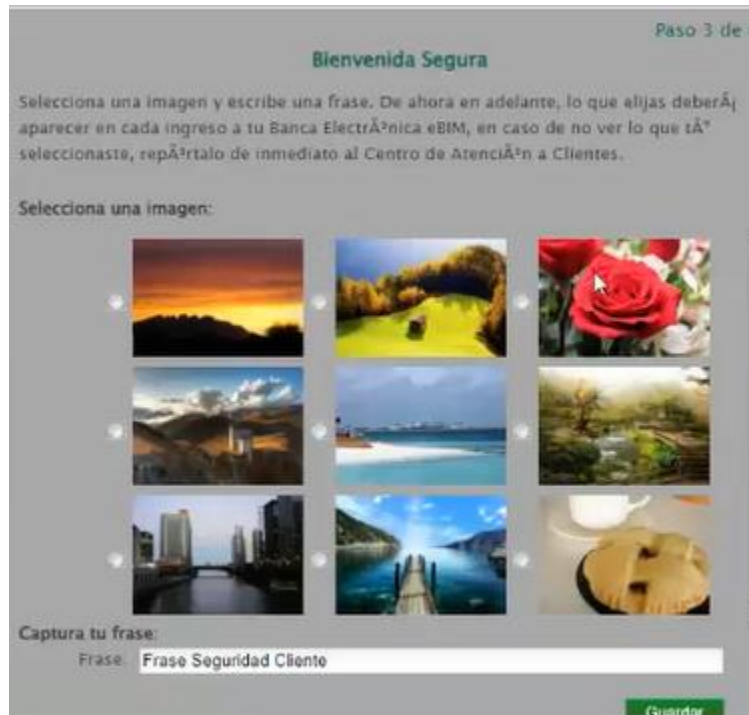 Paso 3 de
Bienvenida Segura
Selecciona una imagen y escribe una frase. De ahora en adelante, lo que elijas deberÃ¡
aparecer en cada ingreso a tu Banca ElectrÃ³nica eBIM, en caso de no ver lo que tÃº
seleccionaste, repÃ³rtalo de inmediato al Centro de AtenciÃ³n a Clientes.
Selecciona una imagen:
Captura tu frase:
Frase: Frase Seguridad Cliente
Guardar